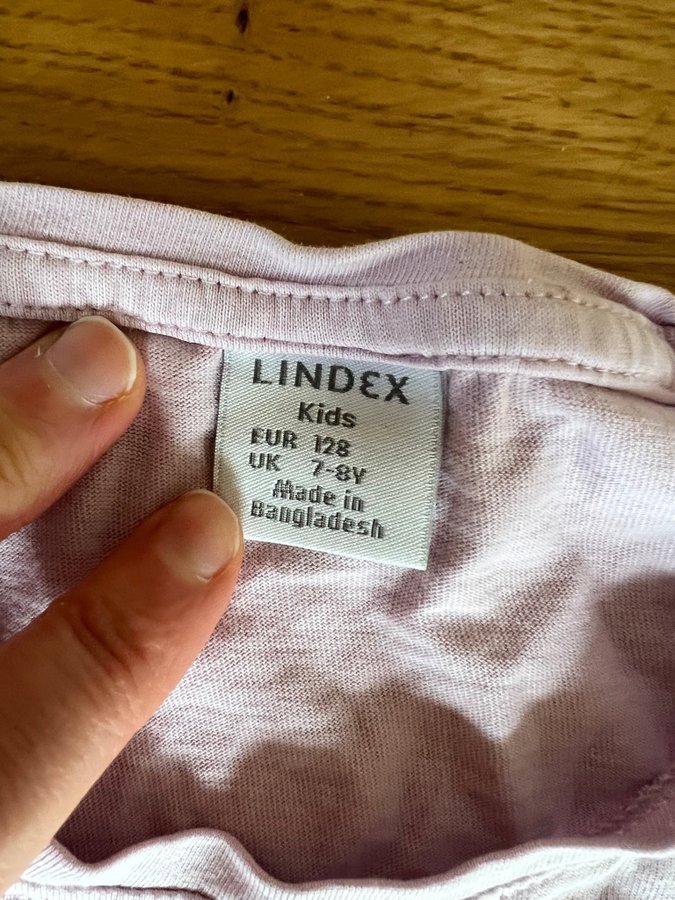 LINDEX
Kids
EUR 128
UK 7-8Y
Made in
Bangladesh